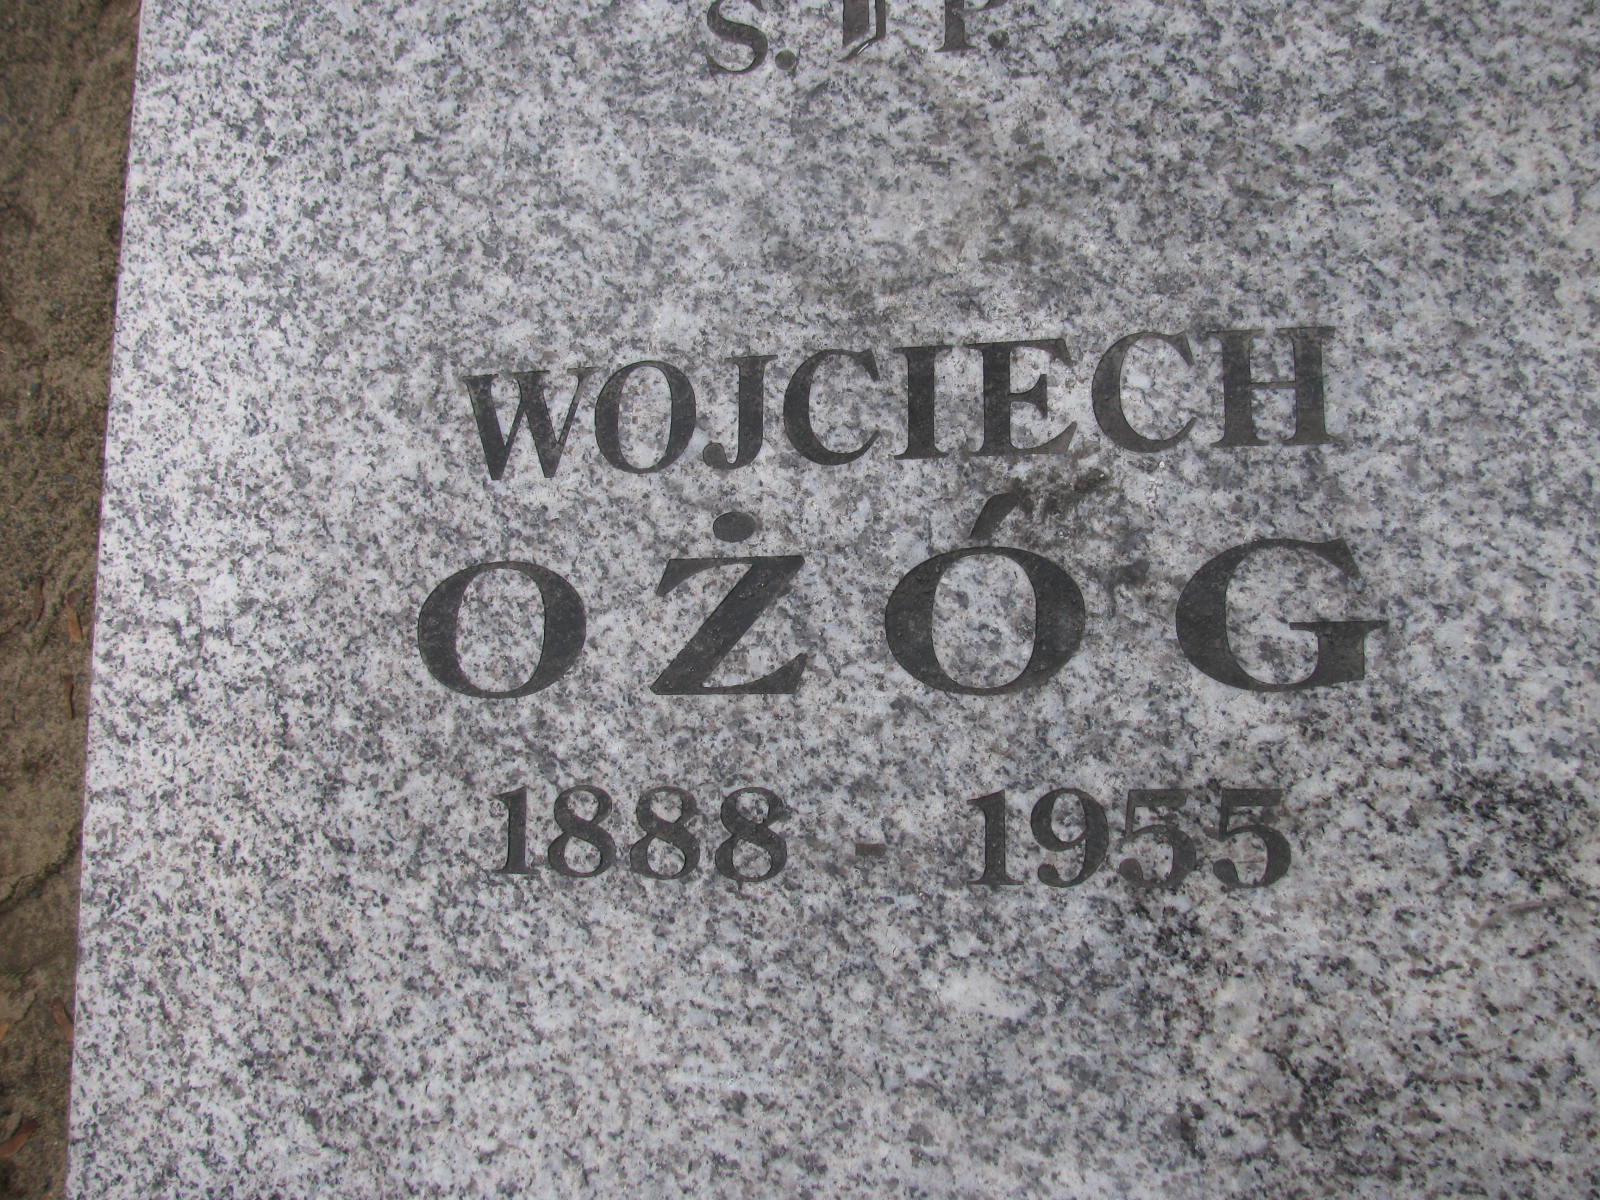 S. P.
WOJCIECH
OŻÓG
1888 - 1955